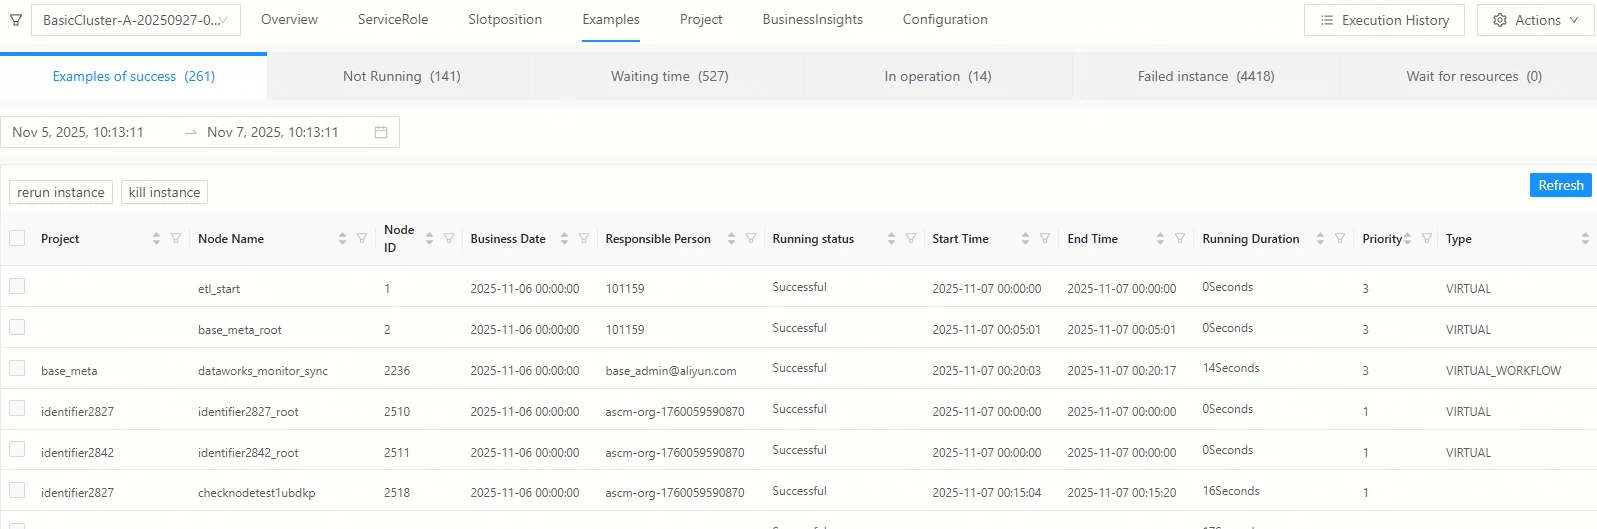 BasicCluster-A-20250927-0... Overview ServiceRole Slotposition Examples Project BusinessInsights Configuration Execution History Actions
Examples of success (261) Not Running (141) Waiting time (527) In operation (14) Failed instance (4418) Wait for resources (0)
Nov 5, 2025, 10:13:11 Nov 7, 2025, 10:13:11
rerun instance kill instance Refresh
Project Node Name Node ID Business Date Responsible Person Running status Start Time End Time Running Duration Priority Type
etl_start 1 2025-11-06 00:00:00 101159 Successful 2025-11-07 00:00:00 2025-11-07 00:00:00 0Seconds 3 VIRTUAL
base_meta_root 2 2025-11-06 00:00:00 101159 Successful 2025-11-07 00:05:01 2025-11-07 00:05:01 0Seconds 3 VIRTUAL
base_meta dataworks_monitor_sync 2236 2025-11-06 00:00:00 base_admin@aliyun.com Successful 2025-11-07 00:20:03 2025-11-07 00:20:17 14Seconds 3 VIRTUAL_WORKFLOW
identifier2827 identifier2827_root 2510 2025-11-06 00:00:00 ascm-org-1760059590870 Successful 2025-11-07 00:00:00 2025-11-07 00:00:00 0Seconds 1 VIRTUAL
identifier2842 identifier2842_root 2511 2025-11-06 00:00:00 ascm-org-1760059590870 Successful 2025-11-07 00:00:00 2025-11-07 00:00:00 0Seconds 1 VIRTUAL
identifier2827 checknodetest1ubdkp 2518 2025-11-06 00:00:00 ascm-org-1760059590870 Successful 2025-11-07 00:15:04 2025-11-07 00:15:20 16Seconds 1